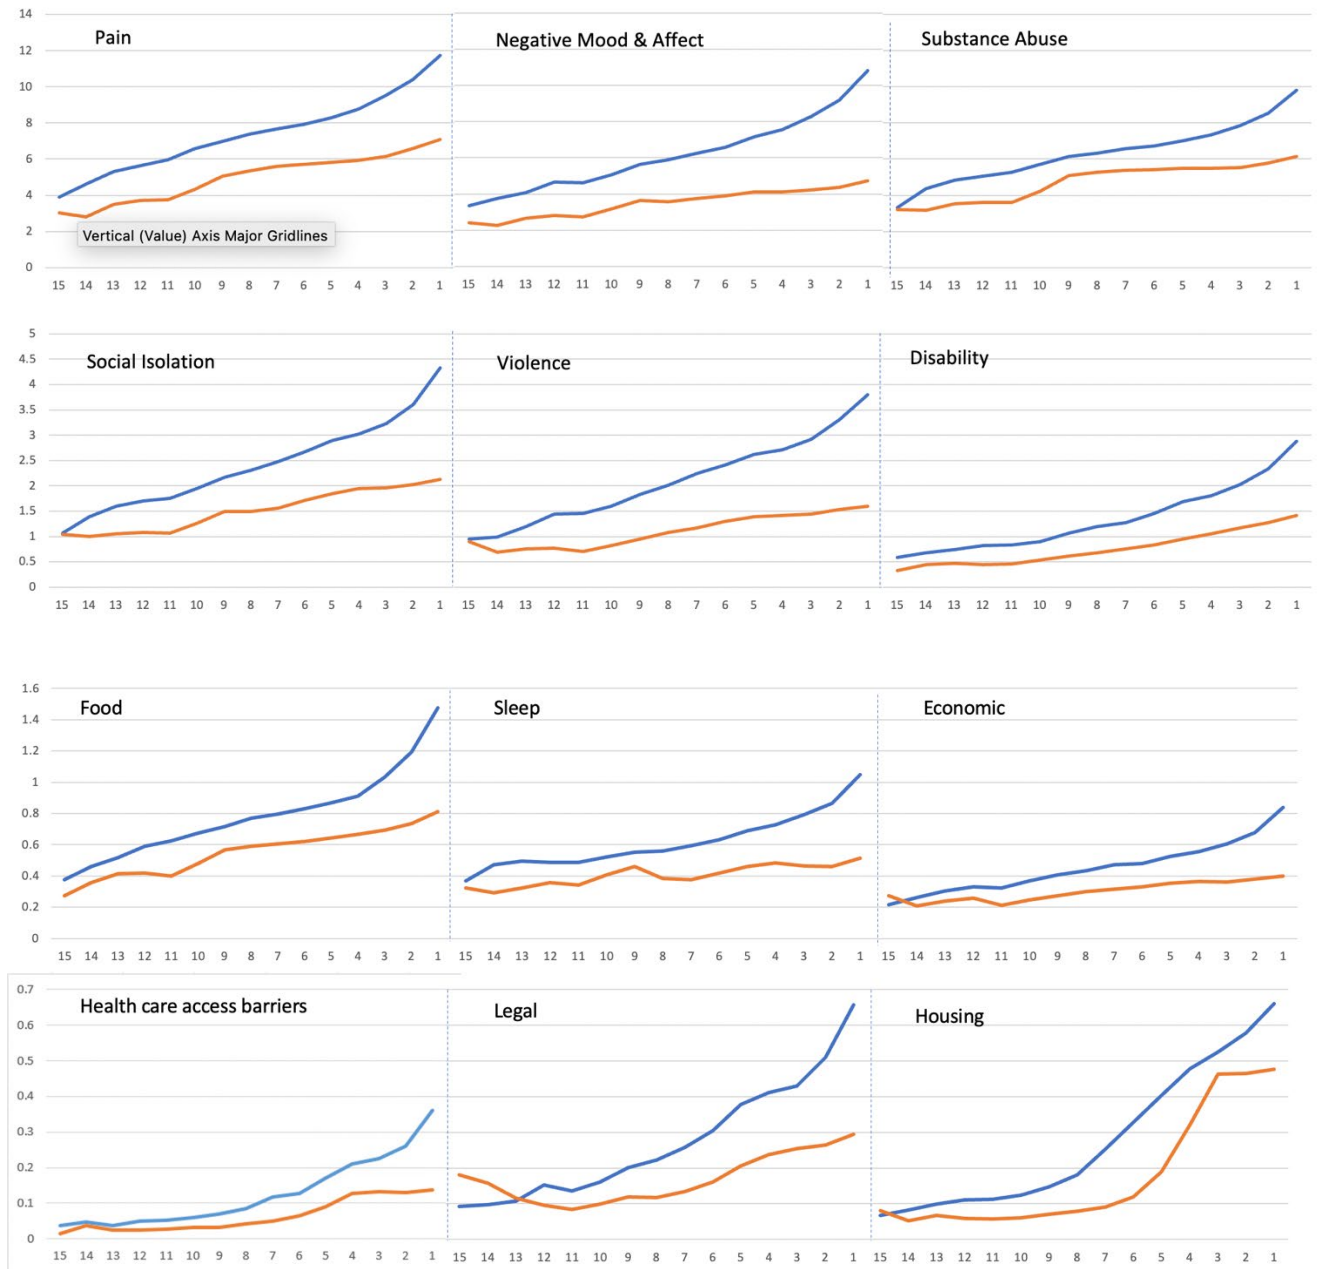 14
12
10
8
6
4
2
0
Pain
Negative Mood & Affect
Substance Abuse
Vertical (Value) Axis Major Gridlines
15 14 13 12 11 10 9 8 7 6 5 4 3 2 1
15 14 13 12 11 10 9 8 7 6 5 4 3 2 1
15 14 13 12 11 10 9 8 7 6 5 4 3 2 1
5
4.5
4
3.5
3
2.5
2
1.5
1
0.5
0
Social Isolation
Violence
Disability
15 14 13 12 11 10 9 8 7 6 5 4 3 2 1
15 14 13 12 11 10 9 8 7 6 5 4 3 2 1
15 14 13 12 11 10 9 8 7 6 5 4 3 2 1
1.6
1.4
1.2
1
0.8
0.6
0.4
0.2
0
Food
Sleep
Economic
15 14 13 12 11 10 9 8 7 6 5 4 3 2 1
15 14 13 12 11 10 9 8 7 6 5 4 3 2 1
15 14 13 12 11 10 9 8 7 6 5 4 3 2 1
0.7
0.6
0.5
0.4
0.3
0.2
0.1
0
Health care access barriers
Legal
Housing
15 14 13 12 11 10 9 8 7 6 5 4 3 2 1
15 14 13 12 11 10 9 8 7 6 5 4 3 2 1
15 14 13 12 11 10 9 8 7 6 5 4 3 2 1